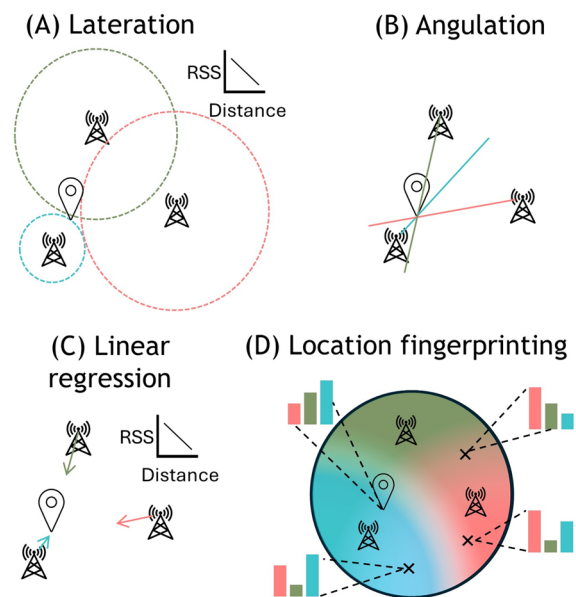 (A) Lateration
RSS
Distance
(B) Angulation
(C) Linear
regression
RSS
Distance
(D) Location fingerprinting